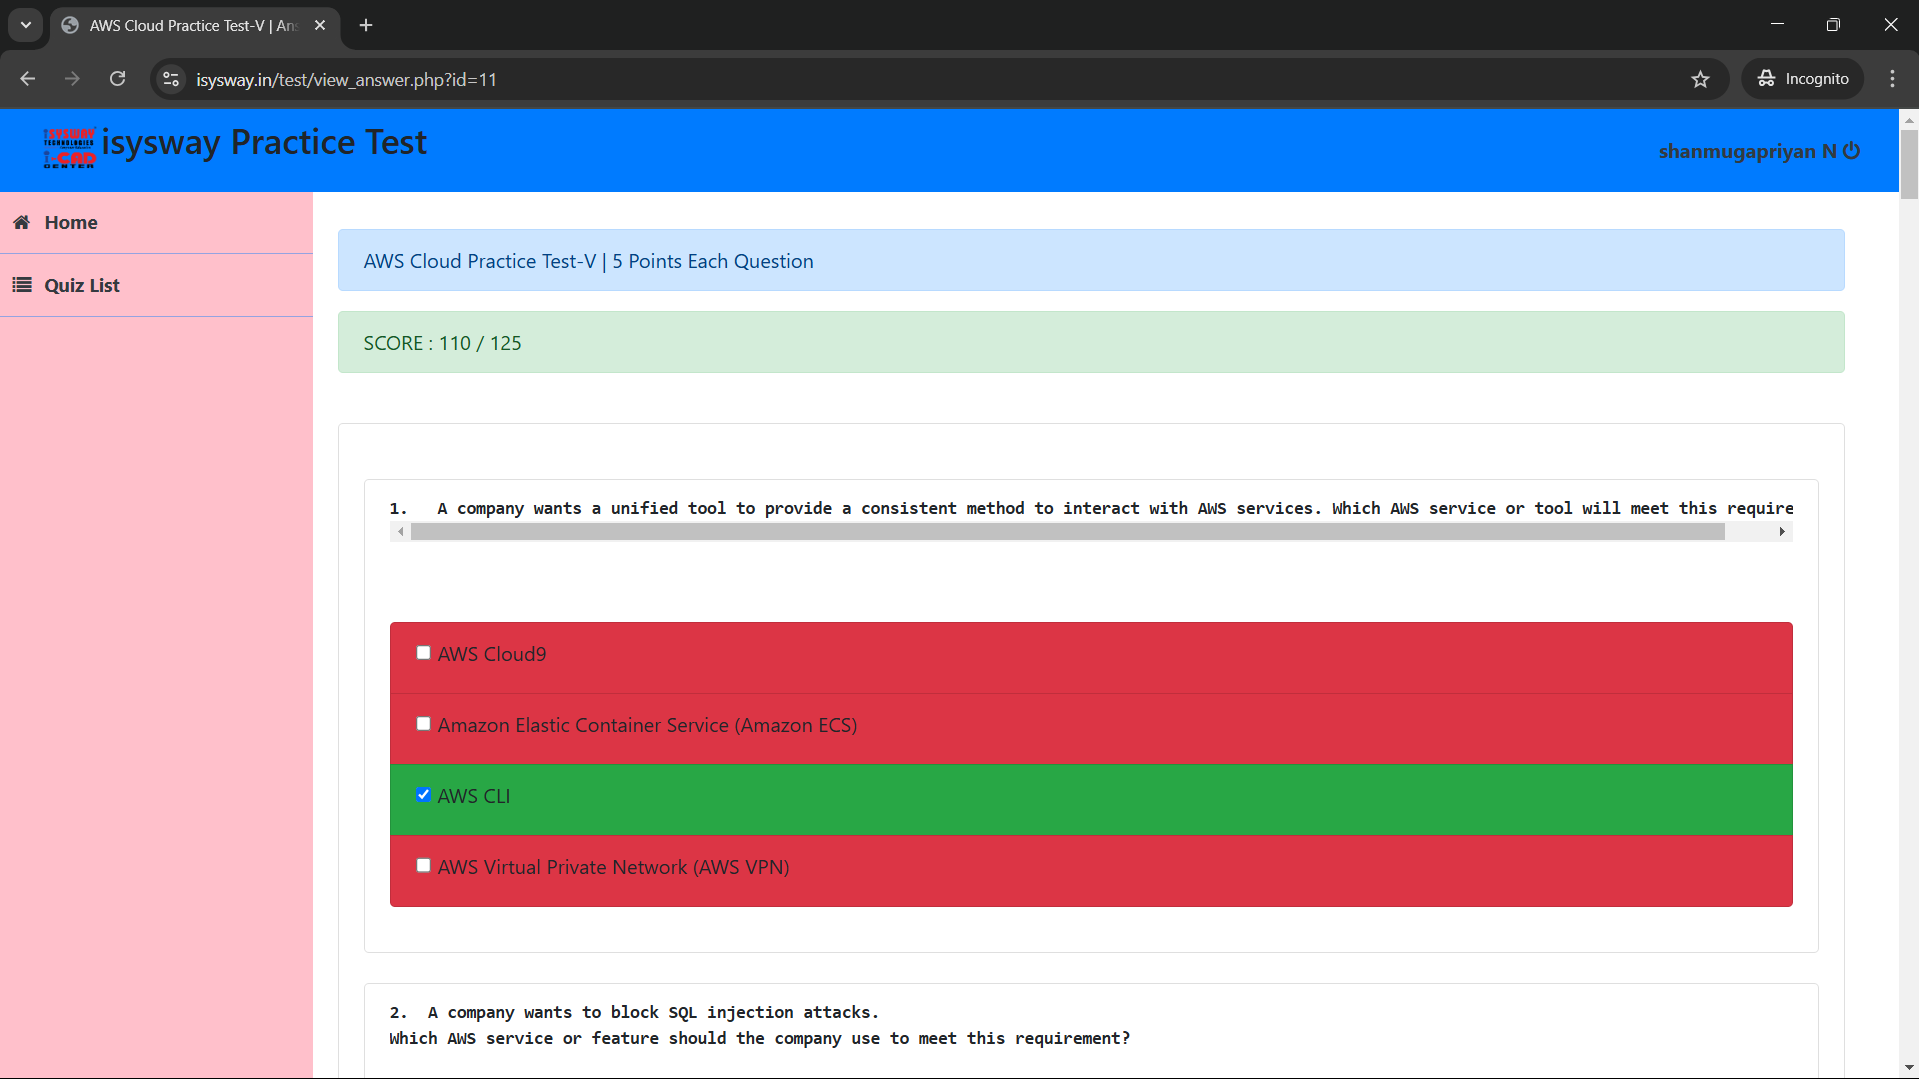 AWS Cloud Practice Test-V | Ans
isysway.in/test/view_answer.php?id=11
Incognito
ISYSWAY
TECHNOLOGIES
i-CAD
CENTER
isysway Practice Test
shanmugapriyan N
Home
Quiz List
AWS Cloud Practice Test-V | 5 Points Each Question
SCORE : 110 / 125
1. A company wants a unified tool to provide a consistent method to interact with AWS services. Which AWS service or tool will meet this require
AWS Cloud9
Amazon Elastic Container Service (Amazon ECS)
AWS CLI
AWS Virtual Private Network (AWS VPN)
2. A company wants to block SQL injection attacks.
Which AWS service or feature should the company use to meet this requirement?